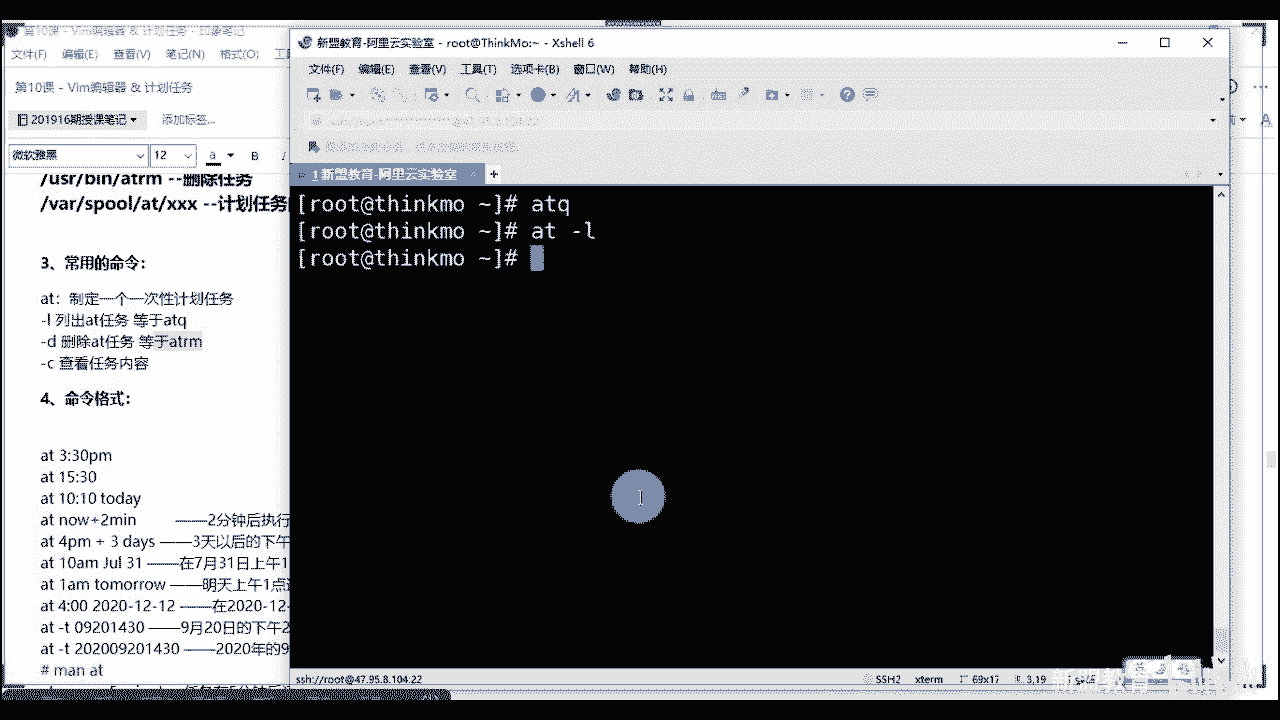 第10课 - Vim编辑器 & 计划任务 - 印象笔记
文件(F) 编辑(E) 查看(V) 笔记(N) 格式(O)
第10课 - Vim编辑器 & 计划任务
201916期授课笔记 添加标签...
微软雅黑 12 a B I
/usr/bin/atrm --删除任务
/var/spool/at/xxx --计划任务
3、常用的命令:
at: 制定一个一次性计划任务
-l 列出at任务 等于atq
-d 删除at任务 等于atrm
-c 查看任务内容
4、命令格式:
at 3:30pm
at 15:30
at 10:10 today
at now+2min ——2分钟后执行
at 4pm + 3 days ——3天以后的下午
at 10am Jul 31 ——在7月31日上午1
at 1am tomorrow ——明天上午1点
at 4:00 2020-12-12 ——在2020-12-
at -t 09201430 ——9月20日的下午2
at -t 202009201430 ——2020年的9
# man at
新盟教育-阿里云实验室 - root@ThinkMo:~ - Xshell 6
文件(F) 编辑(E) 查看(V) 工具(T) 选项卡(B) 窗口(W) 帮助(H)
1 新盟教育-阿里云实验室
[root@thinkmo ~]# atq
[root@thinkmo ~]# at -l
[root@thinkmo ~]#
ssh://root@47.95.8.104:22 SSH2 xterm 69x17 3,19
新盟教育